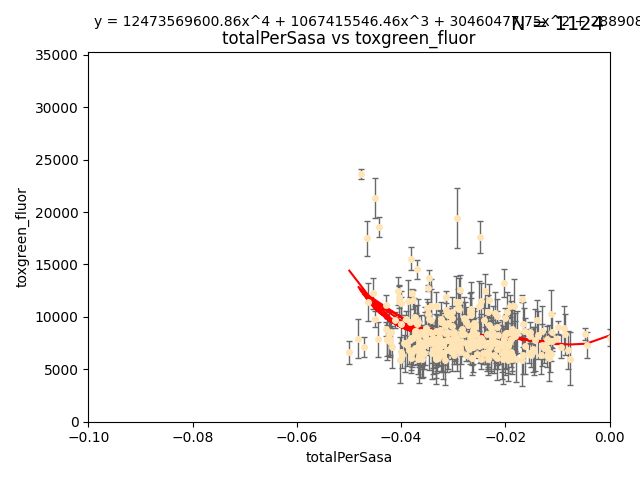 y = 12473569600.86x^4 + 1067415546.46x^3 +
N = 1124
totalPerSasa vs toxgreen_fluor
35000
30000
25000
20000
15000
10000
5000
0
toxgreen_fluor
−0.10
−0.08
−0.06
−0.04
−0.02
0.00
totalPerSasa